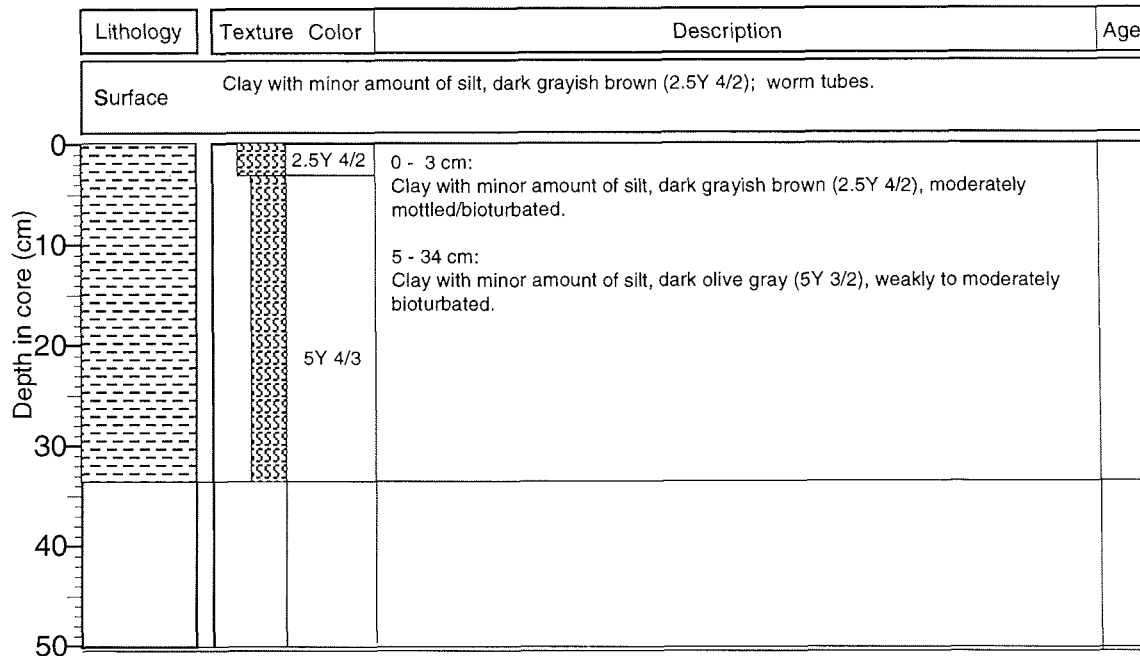 Lithology Texture Color Description Age
Surface Clay with minor amount of silt, dark grayish brown (2.5Y 4/2); worm tubes.
Depth in core (cm)
0
10
20
30
40
50
2.5Y 4/2
5Y 4/3
0 - 3 cm:
Clay with minor amount of silt, dark grayish brown (2.5Y 4/2), moderately
mottled/bioturbated.
5 - 34 cm:
Clay with minor amount of silt, dark olive gray (5Y 3/2), weakly to moderately
bioturbated.